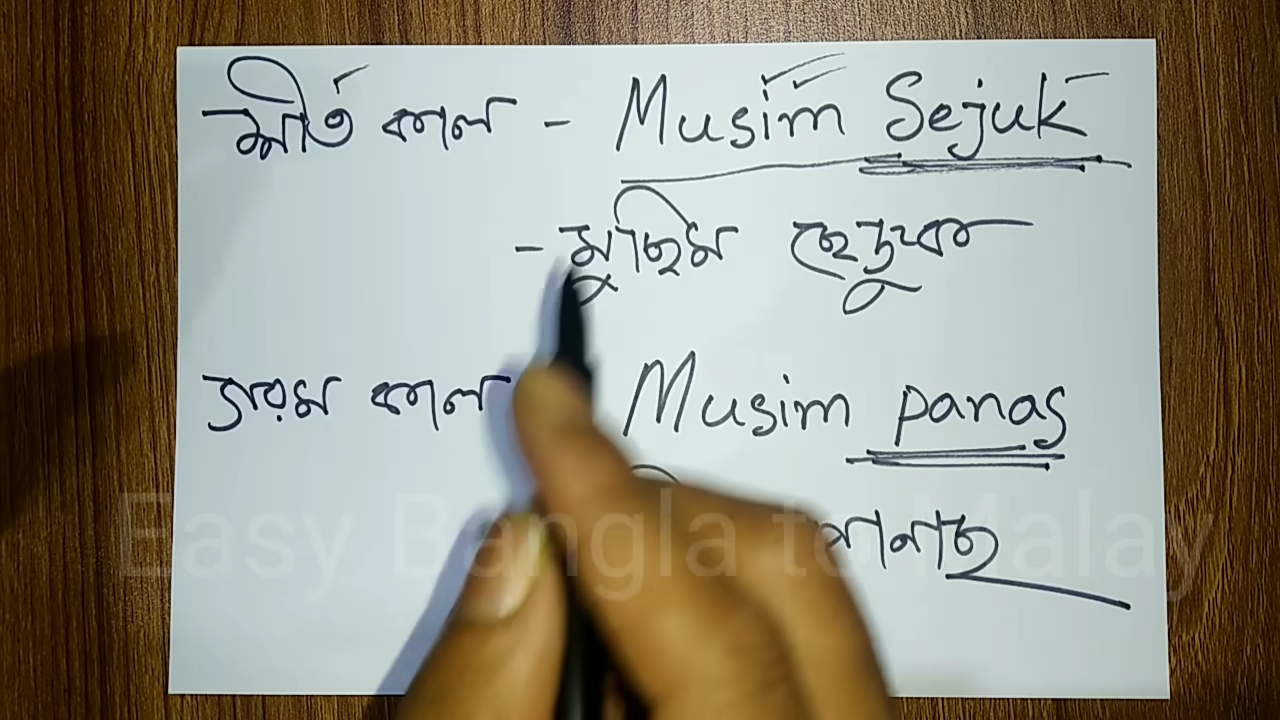 শীত কাল - Musim Sejuk
- মুছিম ছেজুক
গরম কাল Musim panas
পানাছ
Easy Bangla to Malay